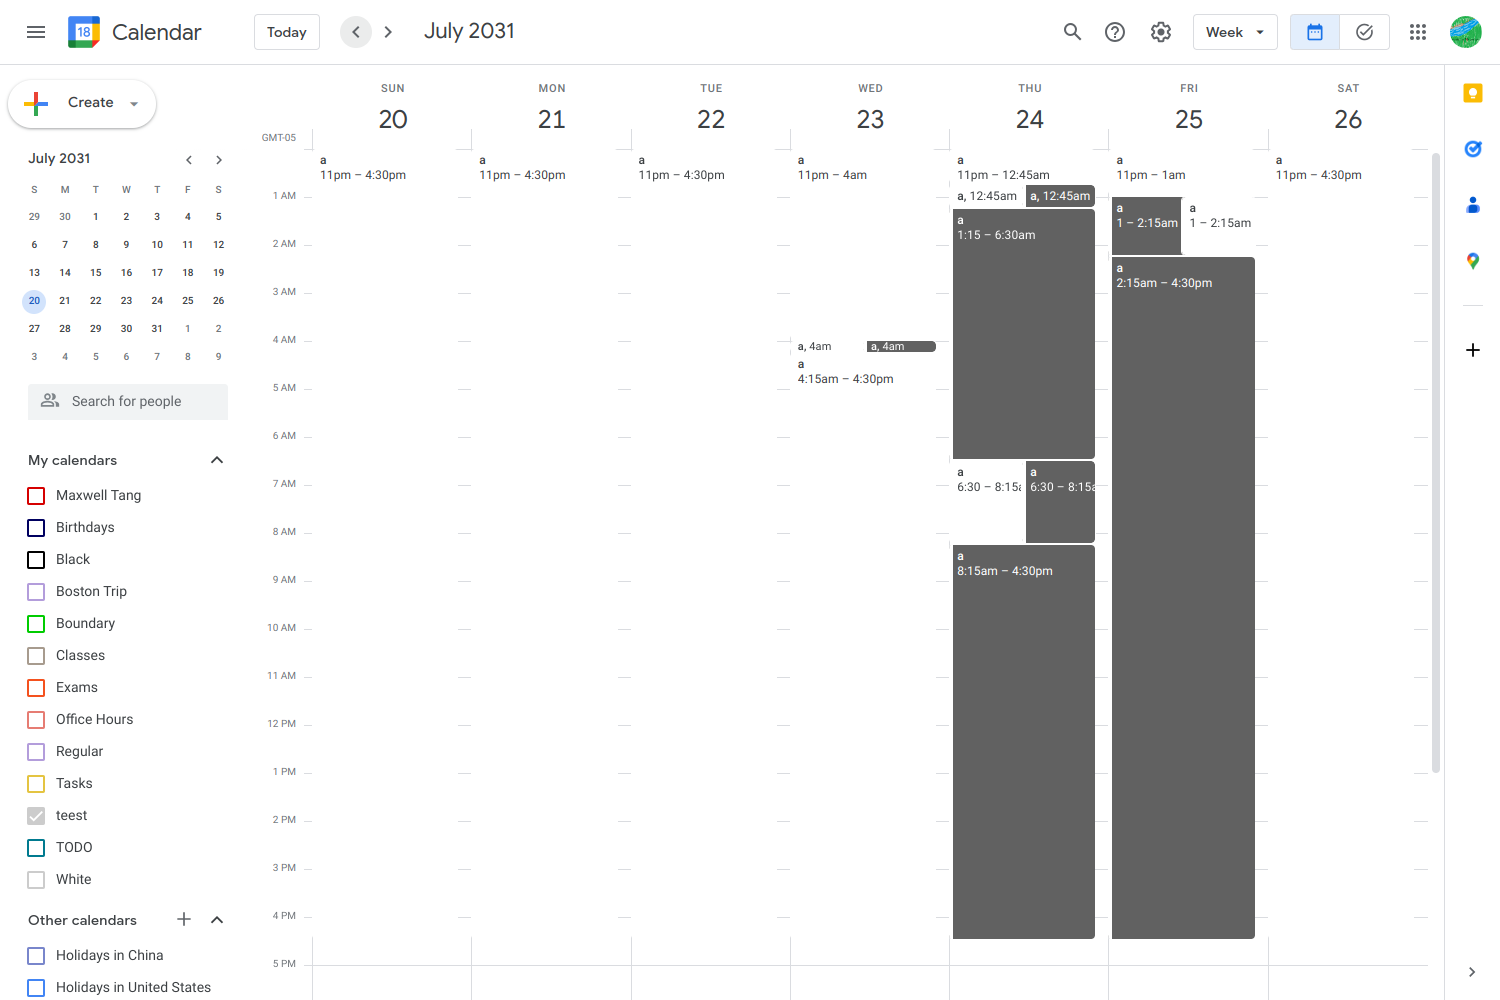 18 Calendar
Today
July 2031
Week
Create
July 2031
S M T W T F S
29 30 1 2 3 4 5
6 7 8 9 10 11 12
13 14 15 16 17 18 19
20 21 22 23 24 25 26
27 28 29 30 31 1 2
3 4 5 6 7 8 9
Search for people
My calendars
Maxwell Tang
Birthdays
Black
Boston Trip
Boundary
Classes
Exams
Office Hours
Regular
Tasks
teest
TODO
White
Other calendars
Holidays in China
Holidays in United States
GMT-05
1 AM
2 AM
3 AM
4 AM
5 AM
6 AM
7 AM
8 AM
9 AM
10 AM
11 AM
12 PM
1 PM
2 PM
3 PM
4 PM
5 PM
SUN
20
a
11pm – 4:30pm
MON
21
a
11pm – 4:30pm
TUE
22
a
11pm – 4:30pm
WED
23
a
11pm – 4am
a, 4am
a, 4am
a
4:15am – 4:30pm
THU
24
a
11pm – 12:45am
a, 12:45am
a, 12:45am
a
1:15 – 6:30am
a
6:30 – 8:15a
a
6:30 – 8:15a
a
8:15am – 4:30pm
FRI
25
a
11pm – 1am
a
1 – 2:15am
a
1 – 2:15am
a
2:15am – 4:30pm
SAT
26
a
11pm – 4:30pm